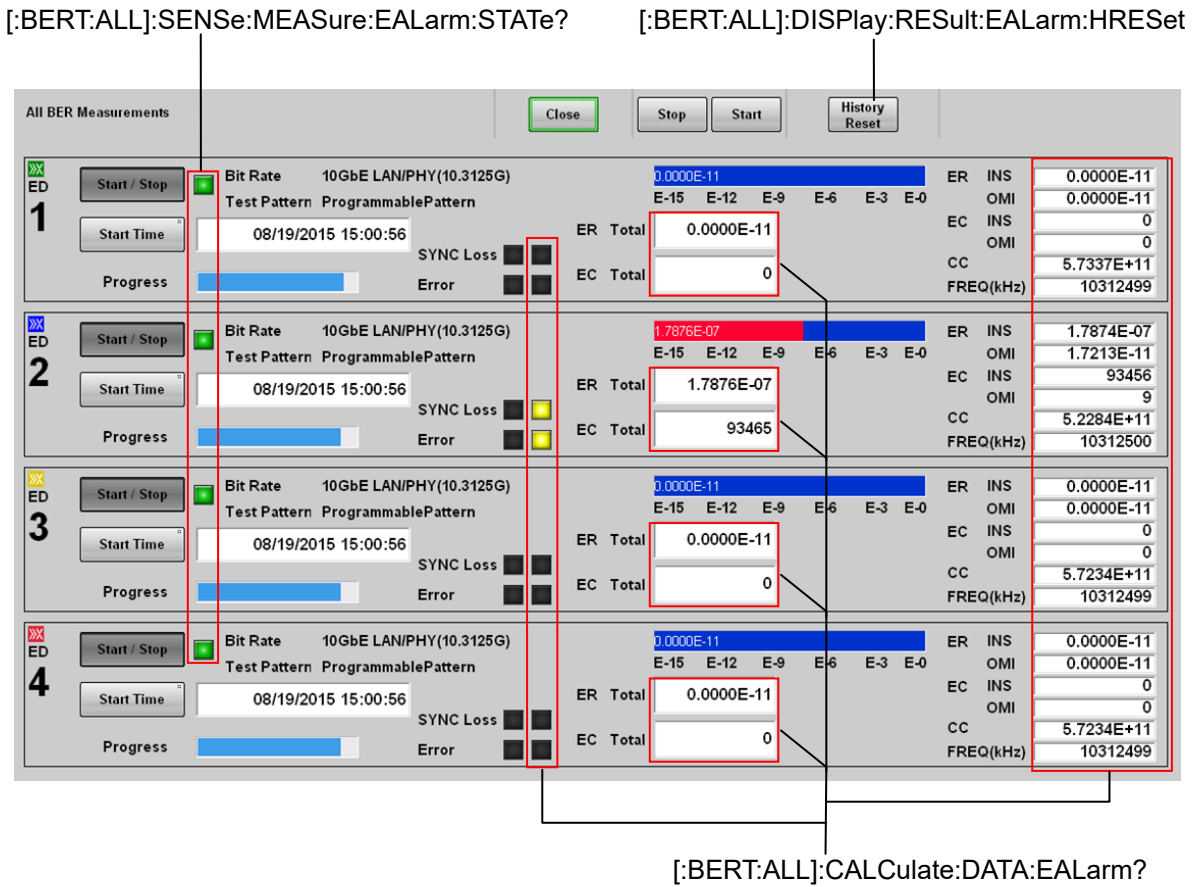 [:BERT:ALL]:SENSe:MEASure:EALarm:STATe?
[:BERT:ALL]:DISPlay:RESult:EALarm:HRESet
All BER Measurements
Close
Stop
Start
History
Reset
ED
1
Start / Stop
Bit Rate 10GbE LAN/PHY(10.3125G)
Test Pattern ProgrammablePattern
Start Time
08/19/2015 15:00:56
SYNC Loss
Progress
Error
0.0000E-11
E-15 E-12 E-9 E-6 E-3 E-0
ER Total 0.0000E-11
EC Total 0
ER INS 0.0000E-11
OMI 0.0000E-11
EC INS 0
OMI 0
CC 5.7337E+11
FREQ(kHz) 10312499
ED
2
Start / Stop
Bit Rate 10GbE LAN/PHY(10.3125G)
Test Pattern ProgrammablePattern
Start Time
08/19/2015 15:00:56
SYNC Loss
Progress
Error
1.7876E-07
E-15 E-12 E-9 E-6 E-3 E-0
ER Total 1.7876E-07
EC Total 93465
ER INS 1.7874E-07
OMI 1.7213E-11
EC INS 93456
OMI 9
CC 5.2284E+11
FREQ(kHz) 10312500
ED
3
Start / Stop
Bit Rate 10GbE LAN/PHY(10.3125G)
Test Pattern ProgrammablePattern
Start Time
08/19/2015 15:00:56
SYNC Loss
Progress
Error
0.0000E-11
E-15 E-12 E-9 E-6 E-3 E-0
ER Total 0.0000E-11
EC Total 0
ER INS 0.0000E-11
OMI 0.0000E-11
EC INS 0
OMI 0
CC 5.7234E+11
FREQ(kHz) 10312499
ED
4
Start / Stop
Bit Rate 10GbE LAN/PHY(10.3125G)
Test Pattern ProgrammablePattern
Start Time
08/19/2015 15:00:56
SYNC Loss
Progress
Error
0.0000E-11
E-15 E-12 E-9 E-6 E-3 E-0
ER Total 0.0000E-11
EC Total 0
ER INS 0.0000E-11
OMI 0.0000E-11
EC INS 0
OMI 0
CC 5.7234E+11
FREQ(kHz) 10312499
[:BERT:ALL]:CALCulate:DATA:EALarm?